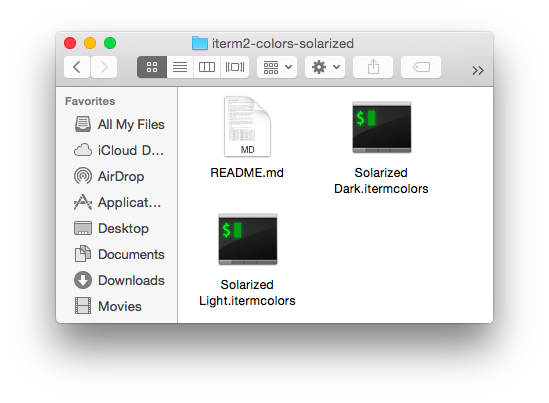 iterm2-colors-solarized
Favorites
All My Files
iCloud D...
AirDrop
Applicat...
Desktop
Documents
Downloads
Movies
MD
README.md
$
Solarized
Dark.itermcolors
$
Solarized
Light.itermcolors